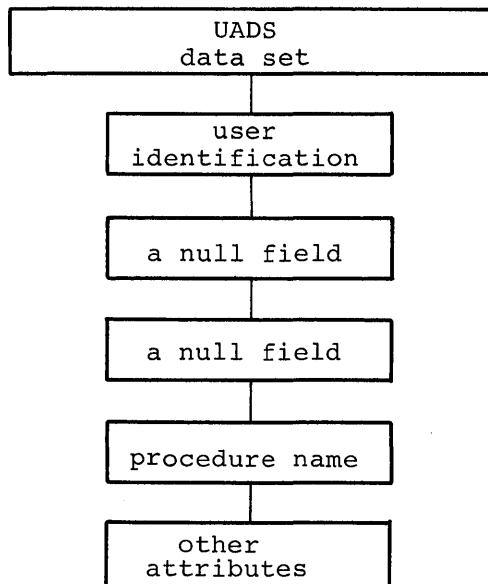 UADS
data set
user
identification
a null field
a null field
procedure name
other
attributes